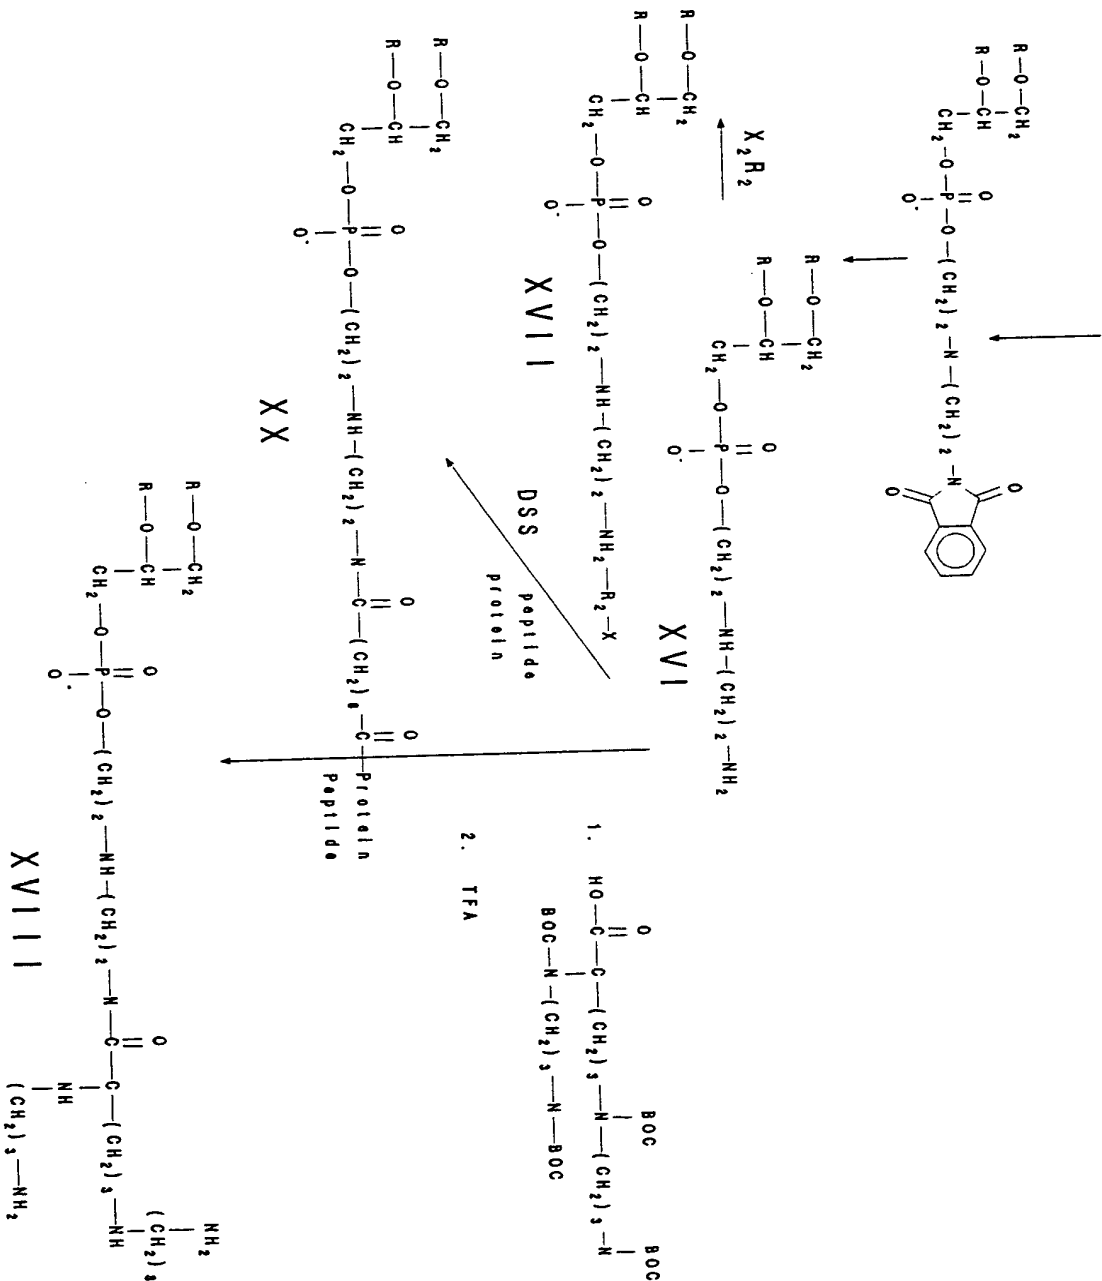 R—O—CH₂
R—O—CH
O
O
CH₂—O—P—O—(CH₂)₂—N—(CH₂)₂—N
O⁻
O
R—O—CH₂
O
R—O—CH
X₂R₂
CH₂—O—P—O—(CH₂)₂—NH—(CH₂)₂—NH₂
O⁻
XVI
R—O—CH₂
O
R—O—CH
CH₂—O—P—O—(CH₂)₂—NH—(CH₂)₂—NH₂—R₂—X
O⁻
XVII
BOC
BOC
O
1. HO—C—C—(CH₂)₃—N—(CH₂)₃—N
BOC—N—(CH₂)₃—N—BOC
DSS
peptide
protein
2. TFA
R—O—CH₂
O
O
O
R—O—CH
CH₂—O—P—O—(CH₂)₂—NH—(CH₂)₂—N—C—(CH₂)₆—C—Protein
O⁻
Peptide
XX
R—O—CH₂
NH₂
O
O
R—O—CH
(CH₂)₃
CH₂—O—P—O—(CH₂)₂—NH—(CH₂)₂—N—C—C—(CH₂)₃—NH
O⁻
NH
(CH₂)₃—NH₂
XVIII